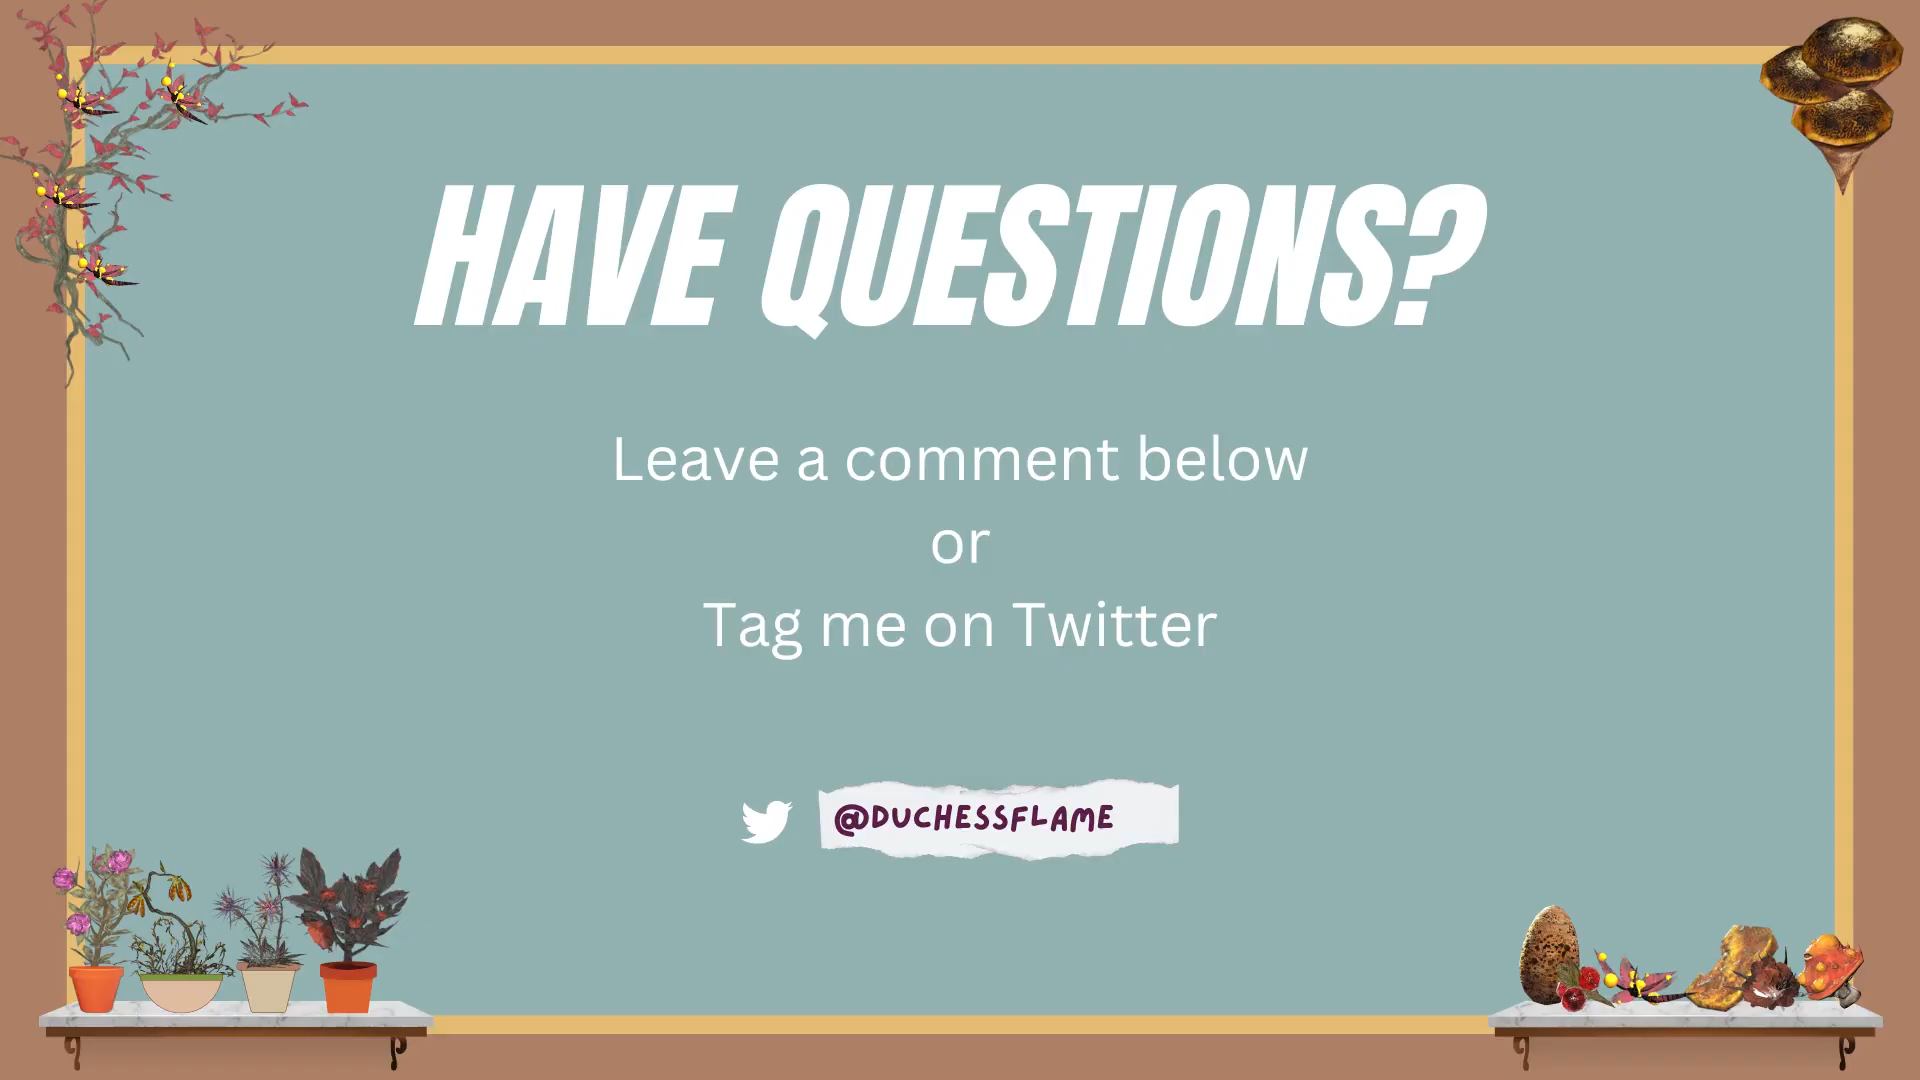 HAVE QUESTIONS?
Leave a comment below
or
Tag me on Twitter
@DUCHESSFLAME